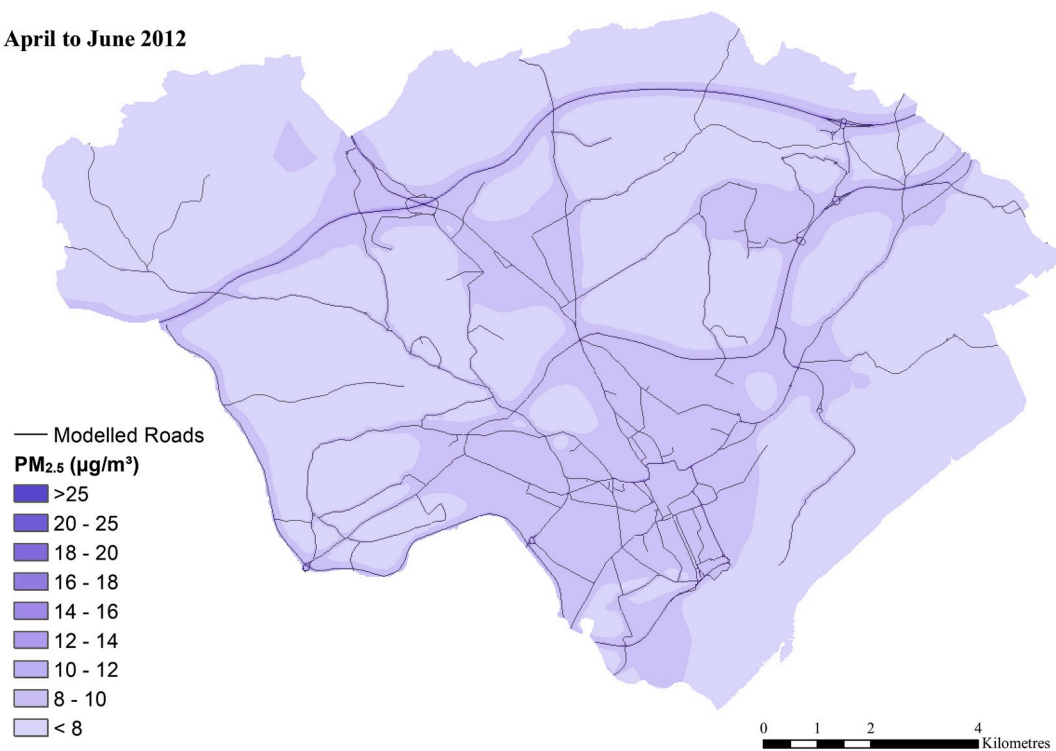 April to June 2012
Modelled Roads
PM₂.₅ (µg/m³)
>25
20 - 25
18 - 20
16 - 18
14 - 16
12 - 14
10 - 12
8 - 10
< 8
0 1 2 4
Kilometres